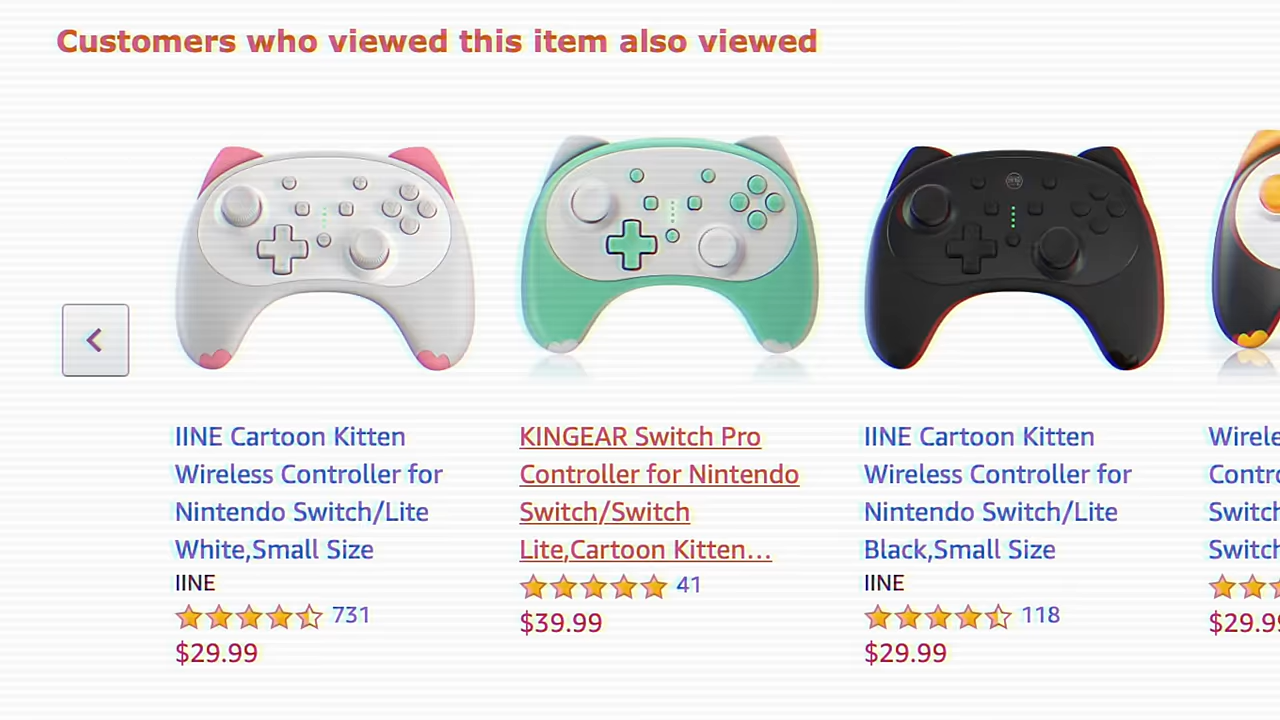 Customers who viewed this item also viewed
IINE Cartoon Kitten
Wireless Controller for
Nintendo Switch/Lite
White,Small Size
IINE
731
$29.99
KINGEAR Switch Pro
Controller for Nintendo
Switch/Switch
Lite,Cartoon Kitten...
41
$39.99
IINE Cartoon Kitten
Wireless Controller for
Nintendo Switch/Lite
Black,Small Size
IINE
118
$29.99
Switch
Switch